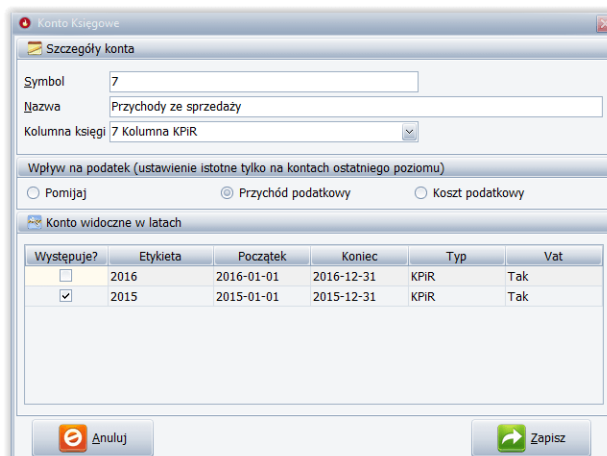 Konto Księgowe
Szczegóły konta
Symbol 7
Nazwa Przychody ze sprzedaży
Kolumna księgi 7 Kolumna KPiR
Wpływ na podatek (ustawienie istotne tylko na kontach ostatniego poziomu)
Pomijaj Przychód podatkowy Koszt podatkowy
Konto widoczne w latach
Występuje? Etykieta Początek Koniec Typ Vat
2016 2016-01-01 2016-12-31 KPiR Tak
2015 2015-01-01 2015-12-31 KPiR Tak
Anuluj Zapisz